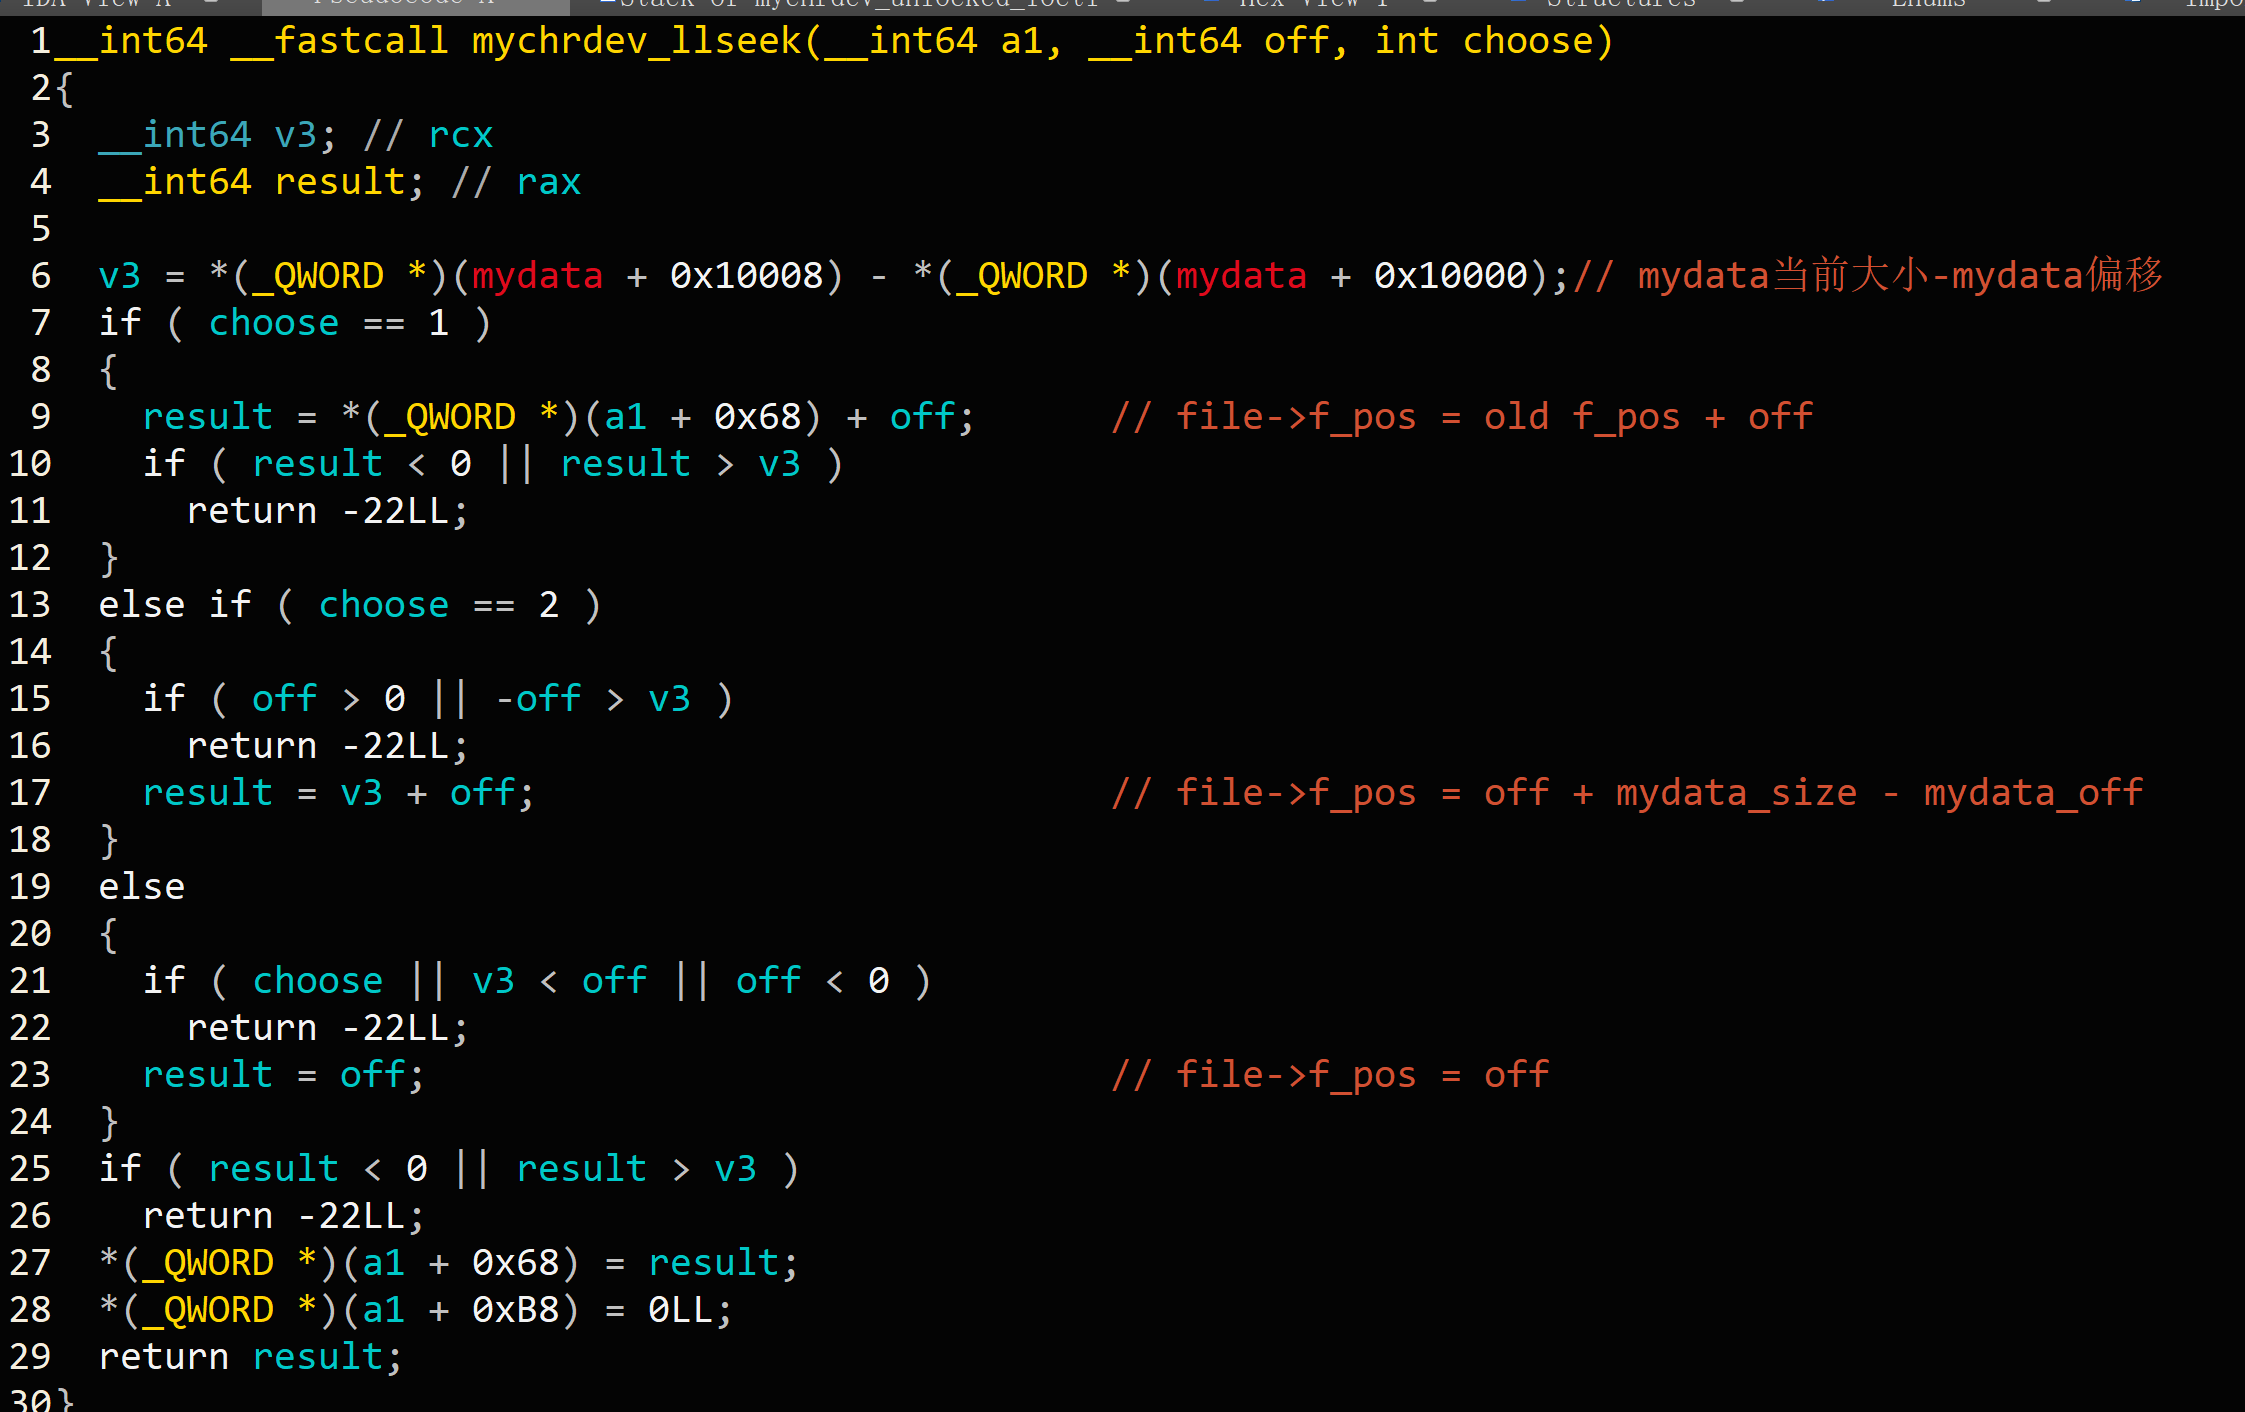 1 __int64 __fastcall mychrdev_llseek(__int64 a1, __int64 off, int choose)
2 {
3   __int64 v3; // rcx
4   __int64 result; // rax
5
6   v3 = *(_QWORD *)(mydata + 0x10008) - *(_QWORD *)(mydata + 0x10000);// mydata当前大小-mydata偏移
7   if ( choose == 1 )
8   {
9     result = *(_QWORD *)(a1 + 0x68) + off;      // file->f_pos = old f_pos + off
10     if ( result < 0 || result > v3 )
11       return -22LL;
12   }
13   else if ( choose == 2 )
14   {
15     if ( off > 0 || -off > v3 )
16       return -22LL;
17     result = v3 + off;                          // file->f_pos = off + mydata_size - mydata_off
18   }
19   else
20   {
21     if ( choose || v3 < off || off < 0 )
22       return -22LL;
23     result = off;                               // file->f_pos = off
24   }
25   if ( result < 0 || result > v3 )
26     return -22LL;
27   *(_QWORD *)(a1 + 0x68) = result;
28   *(_QWORD *)(a1 + 0xB8) = 0LL;
29   return result;
30 }